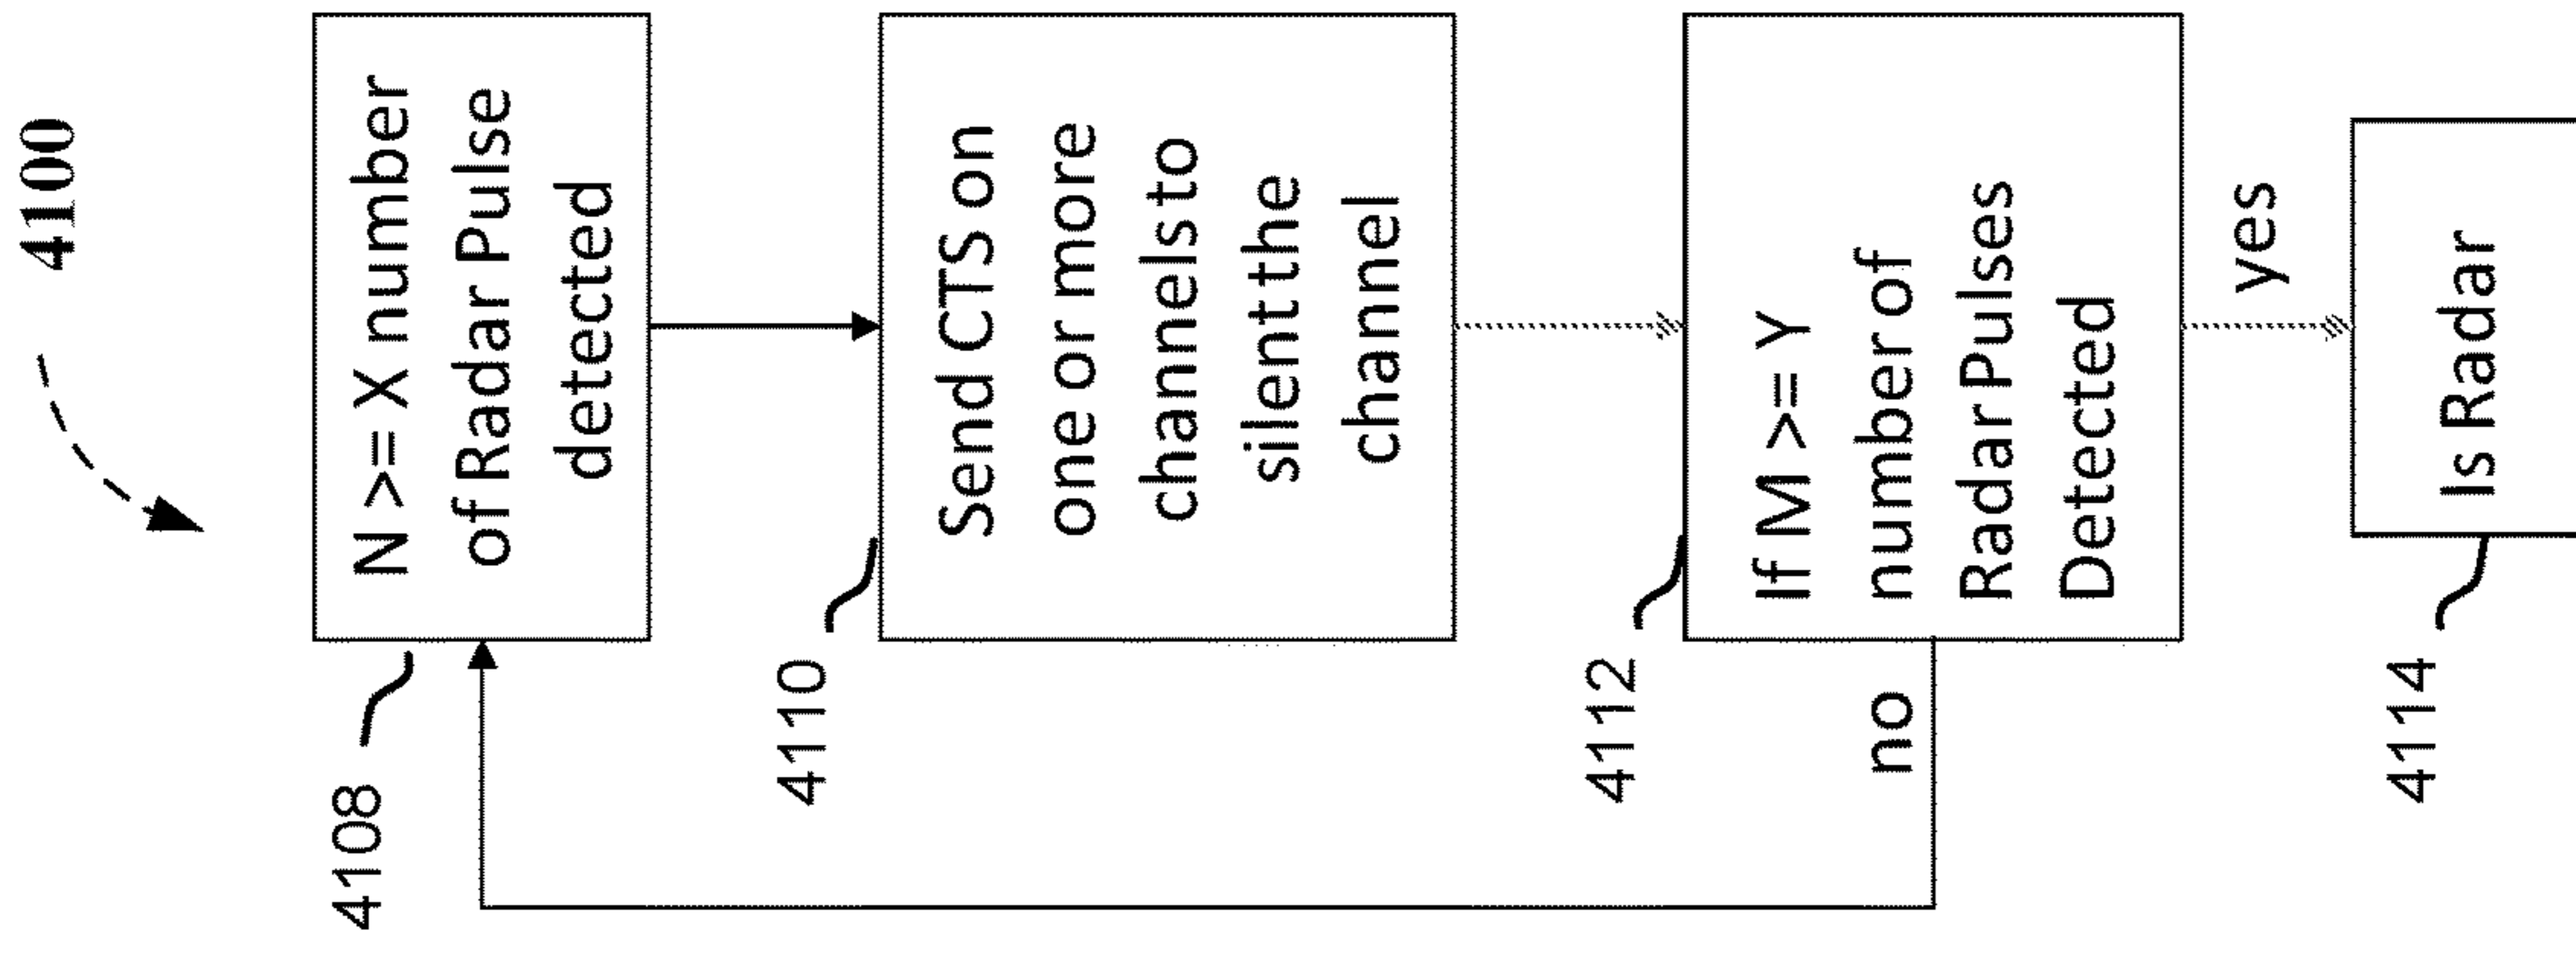 4100
4108
N >= X number
of Radar Pulse
detected
4110
Send CTS on
one or more
channels to
silent the
channel
4112
If M >= Y
number of
Radar Pulses
Detected
no
yes
4114
Is Radar